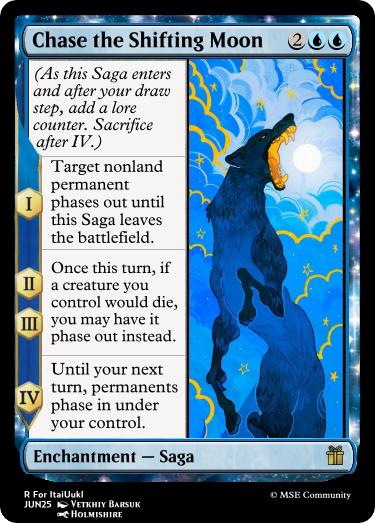 Chase the Shifting Moon 2
(As this Saga enters
and after your draw
step, add a lore
counter. Sacrifice
after IV.)
I
Target nonland
permanent
phases out until
this Saga leaves
the battlefield.
II
III
Once this turn, if
a creature you
control would die,
you may have it
phase out instead.
IV
Until your next
turn, permanents
phase in under
your control.
Enchantment — Saga
R For ItaiUukI
JUN25 Yetkhiy Barsuk
Holmishire
© MSE Community